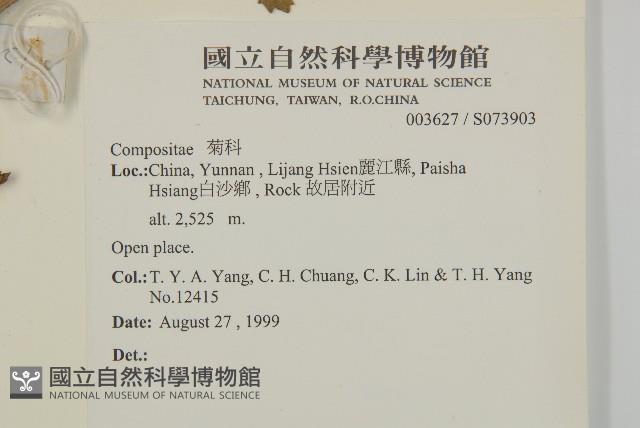 國立自然科學博物館
NATIONAL MUSEUM OF NATURAL SCIENCE
TAICHUNG, TAIWAN, R.O.CHINA
003627 / S073903
Compositae 菊科
Loc.:China, Yunnan , Lijang Hsien麗江縣, Paisha
Hsiang白沙鄉 , Rock 故居附近
alt. 2,525 m.
Open place.
Col.: T. Y. A. Yang, C. H. Chuang, C. K. Lin & T. H. Yang
No.12415
Date: August 27 , 1999
Det.:
國立自然科學博物館
NATIONAL MUSEUM OF NATURAL SCIENCE